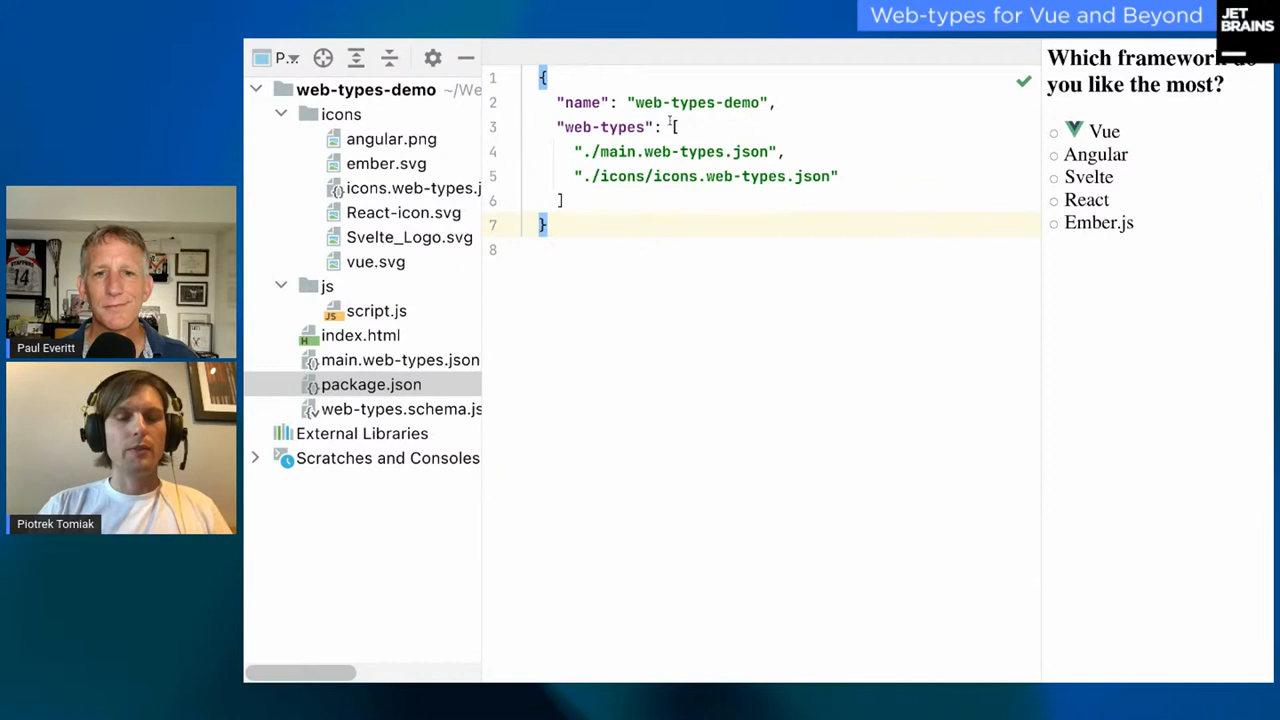 Web-types for Vue and Beyond
JET
BRAINS
P...
web-types-demo ~/We
icons
angular.png
ember.svg
icons.web-types.j
React-icon.svg
Svelte_Logo.svg
vue.svg
js
script.js
index.html
main.web-types.json
package.json
web-types.schema.js
External Libraries
Scratches and Consoles
1 {
2 "name": "web-types-demo",
3 "web-types": [
4 "./main.web-types.json",
5 "./icons/icons.web-types.json"
6 ]
7 }
8
Which framework do
you like the most?
Vue
Angular
Svelte
React
Ember.js
14
Paul Everitt
Piotrek Tomiak